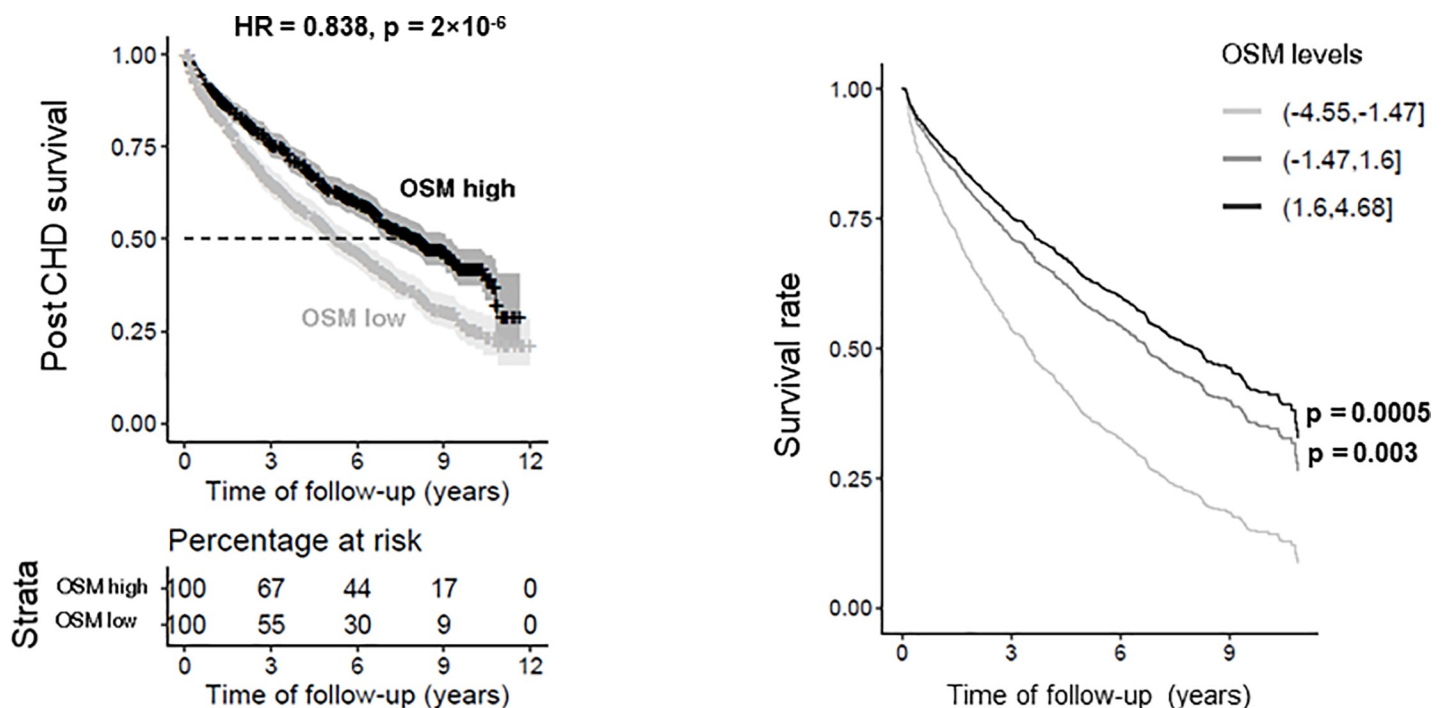 HR = 0.838, p = 2×10⁻⁶
PostCHD survival
1.00
0.75
0.50
0.25
0.00
OSM high
OSM low
0 3 6 9 12
Time of follow-up (years)
Percentage at risk
Strata
OSM high 100 67 44 17 0
OSM low 100 55 30 9 0
0 3 6 9 12
Time of follow-up (years)
OSM levels
(-4.55,-1.47]
(-1.47,1.6]
(1.6,4.68]
Survival rate
1.00
0.75
0.50
0.25
0.00
p = 0.0005
p = 0.003
0 3 6 9
Time of follow-up (years)